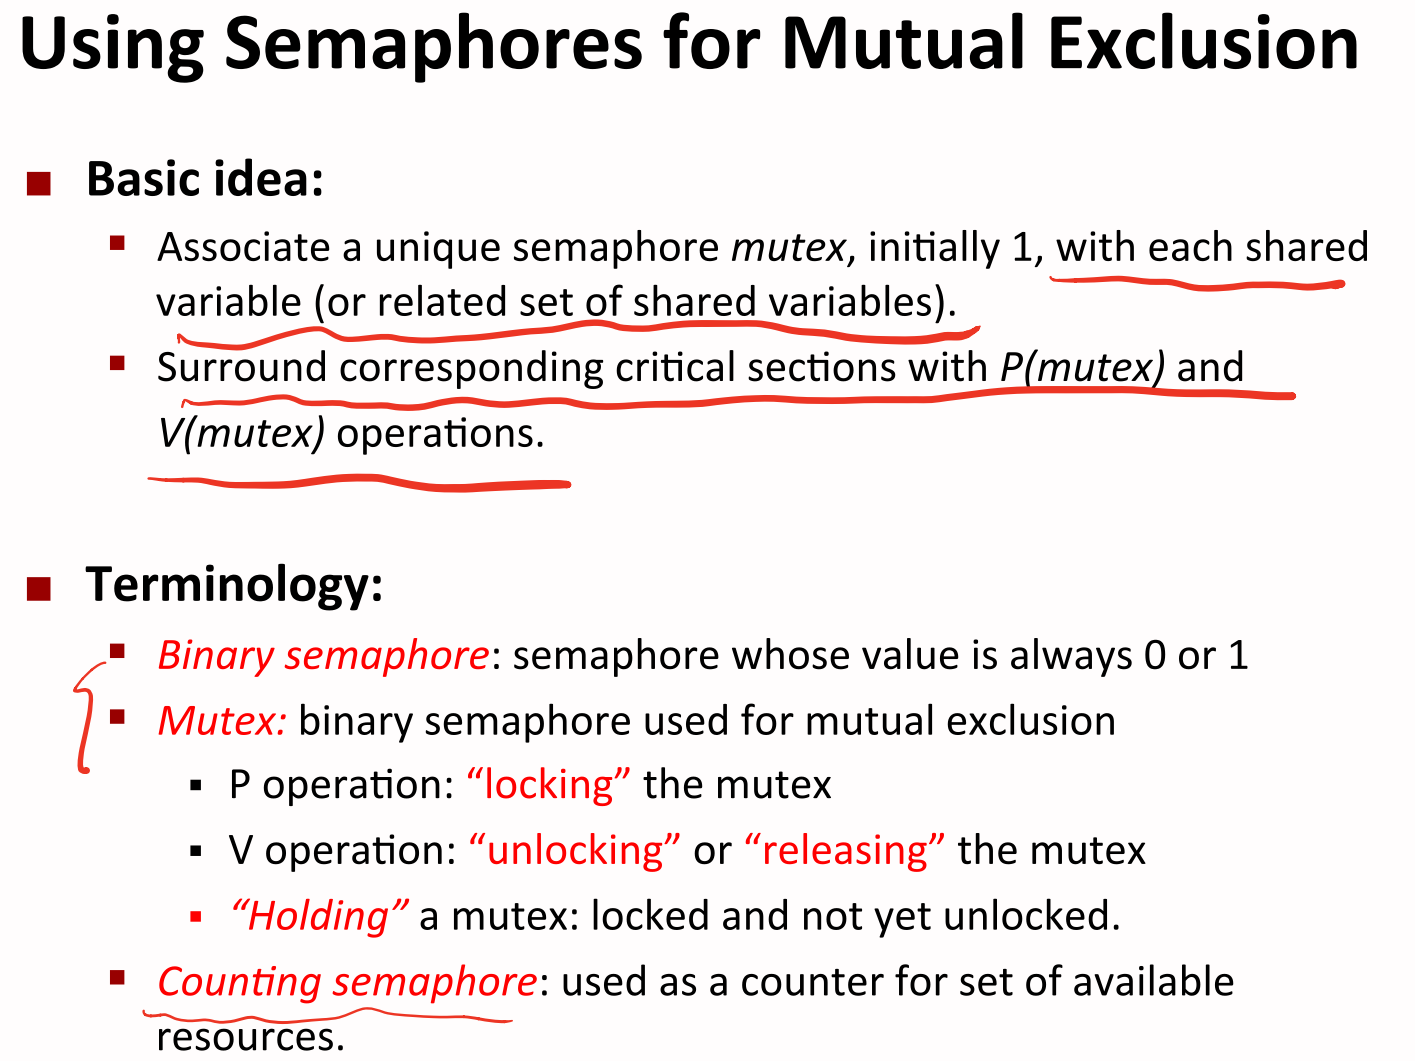 Using Semaphores for Mutual Exclusion
Basic idea:
Associate a unique semaphore mutex, initially 1, with each shared
variable (or related set of shared variables).
Surround corresponding critical sections with P(mutex) and
V(mutex) operations.
Terminology:
Binary semaphore: semaphore whose value is always 0 or 1
Mutex: binary semaphore used for mutual exclusion
P operation: “locking” the mutex
V operation: “unlocking” or “releasing” the mutex
“Holding” a mutex: locked and not yet unlocked.
Counting semaphore: used as a counter for set of available
resources.